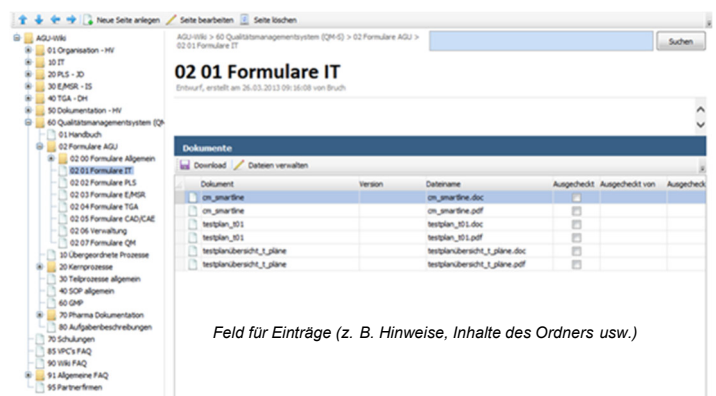 Neue Seite anlegen Seite bearbeiten Seite löschen
AGU-Wiki
01 Organisation - HV
10 IT
20 PLS - JD
30 E/MSR - IS
40 TGA - DH
50 Dokumentation - HV
60 Qualitätsmanagementsystem (QM
01 Handbuch
02 Formulare AGU
02 00 Formulare Allgemein
02 01 Formulare IT
02 02 Formulare PLS
02 03 Formulare E/MSR
02 04 Formulare TGA
02 05 Formulare CAD/CAE
02 06 Verwaltung
02 07 Formulare QM
10 Übergeordnete Prozesse
20 Kernprozesse
30 Teilprozesse allgemein
40 SOP allgemein
60 GMP
70 Pharma Dokumentation
80 Aufgabenbeschreibungen
70 Schulungen
85 VPC's FAQ
90 Wiki FAQ
91 Allgemeine FAQ
95 Partnerfirmen
AGU-Wiki > 60 Qualitätsmanagementsystem (QM-S) > 02 Formulare AGU >
02 01 Formulare IT
Suchen
02 01 Formulare IT
Entwurf, erstellt am 26.03.2013 09:16:08 von Bruch
Dokumente
Download Dateien verwalten
Dokument Version Dateiname Ausgecheckt Ausgecheckt von Ausgecheck
cm_smartline cm_smartline.doc
cm_smartline cm_smartline.pdf
testplan_t01 testplan_t01.doc
testplan_t01 testplan_t01.pdf
testplanübersicht_t_pläne testplanübersicht_t_pläne.doc
testplanübersicht_t_pläne testplanübersicht_t_pläne.pdf
Feld für Einträge (z. B. Hinweise, Inhalte des Ordners usw.)